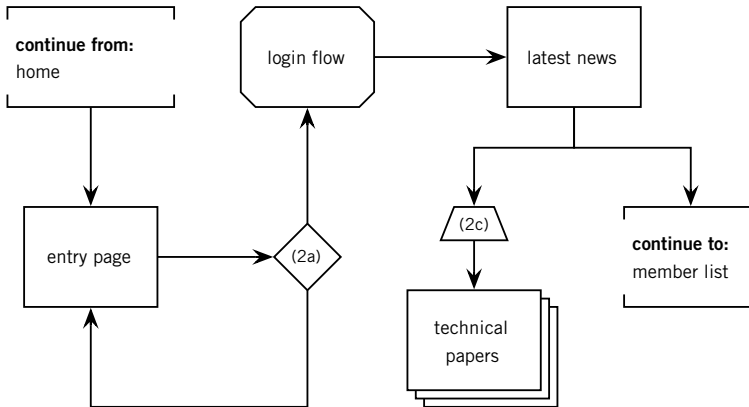 continue from:
home
login flow
latest news
entry page
(2a)
(2c)
continue to:
member list
technical
papers